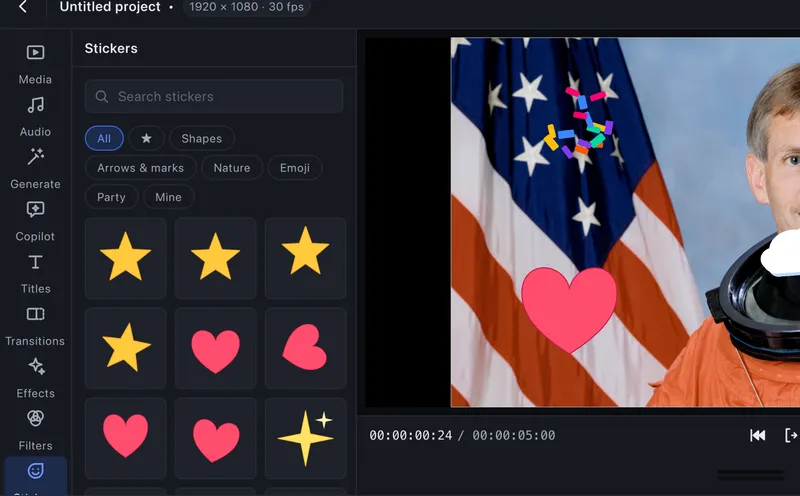 Untitled project • 1920 × 1080 · 30 fps
Stickers
Media
Audio
Generate
Copilot
Titles
Transitions
Effects
Filters
Search stickers
All ★ Shapes
Arrows & marks Nature Emoji
Party Mine
00:00:00:24 / 00:00:05:00